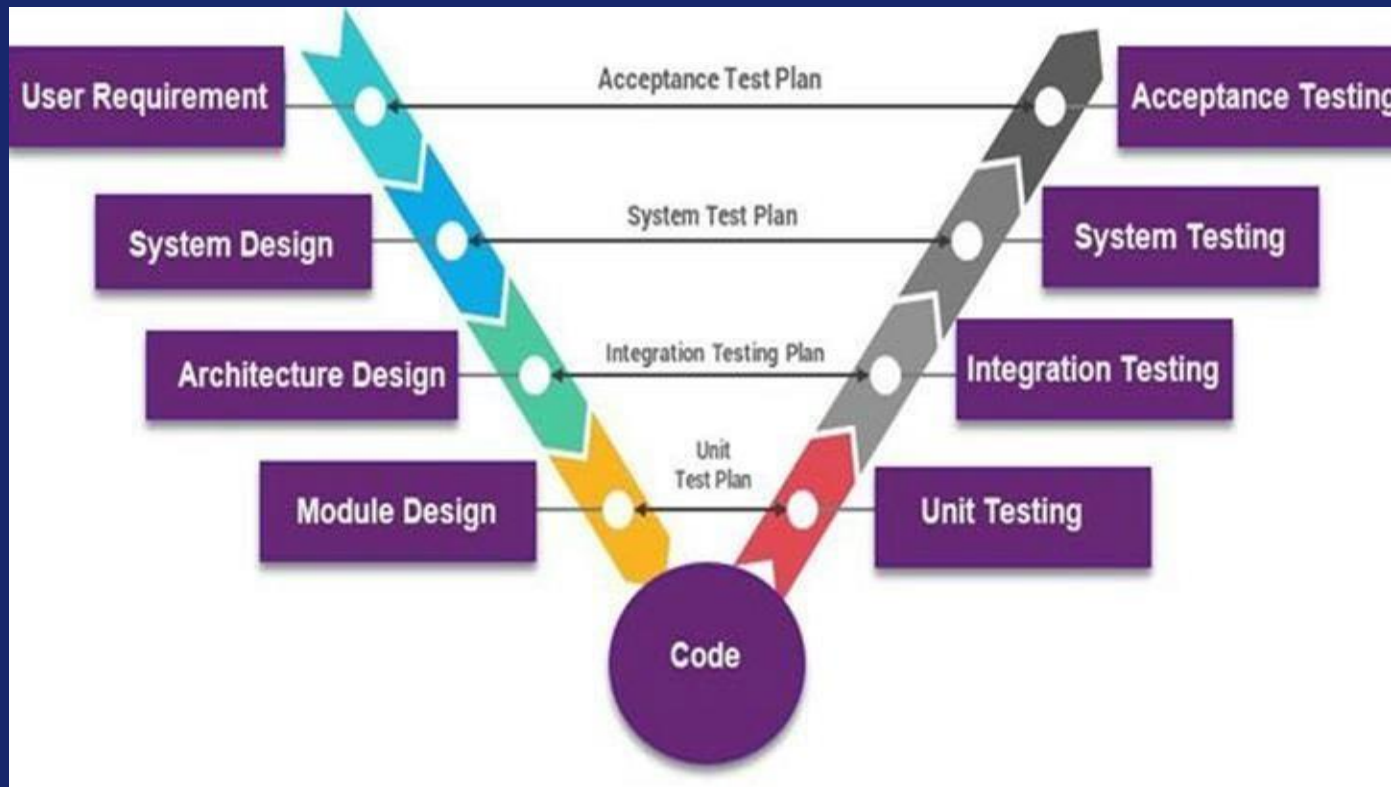 User Requirement
Acceptance Test Plan
Acceptance Testing
System Design
System Test Plan
System Testing
Architecture Design
Integration Testing Plan
Integration Testing
Module Design
Unit
Test Plan
Unit Testing
Code